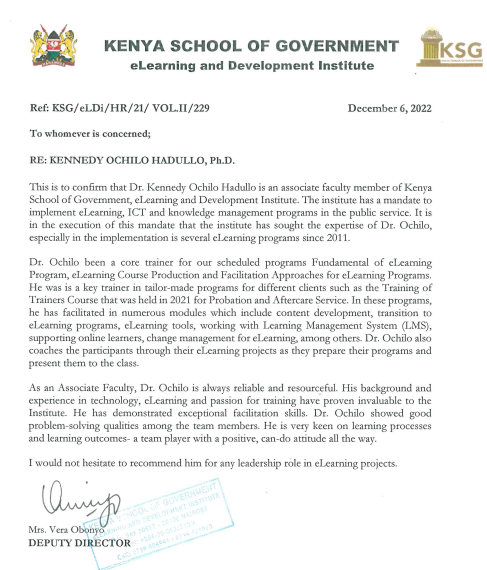 KENYA SCHOOL OF GOVERNMENT
eLearning and Development Institute
KSG
Ref: KSG/eLDi/HR/21/ VOL.II/229 December 6, 2022
To whomever is concerned;
RE: KENNEDY OCHILO HADULLO, Ph.D.
This is to confirm that Dr. Kennedy Ochilo Hadullo is an associate faculty member of Kenya
School of Government, eLearning and Development Institute. The institute has a mandate to
implement eLearning, ICT and knowledge management programs in the public service. It is
in the execution of this mandate that the institute has sought the expertise of Dr. Ochilo,
especially in the implementation is several eLearning programs since 2011.
Dr. Ochilo been a core trainer for our scheduled programs Fundamental of eLearning
Program, eLearning Course Production and Facilitation Approaches for eLearning Programs.
He was a key trainer in tailor-made programs for different clients such as the Training of
Trainers Course that was held in 2021 for Probation and Aftercare Service. In these programs,
he has facilitated in numerous modules which include content development, transition to
eLearning programs, eLearning tools, working with Learning Management System (LMS),
supporting online learners, change management for eLearning, among others. Dr. Ochilo also
coaches the participants through their eLearning projects as they prepare their programs and
present them to the class.
As an Associate Faculty, Dr. Ochilo is always reliable and resourceful. His background and
experience in technology, eLearning and passion for training have proven invaluable to the
Institute. He has demonstrated exceptional facilitation skills. Dr. Ochilo showed good
problem-solving qualities among the team members. He is very keen on learning processes
and learning outcomes- a team player with a positive, can-do attitude all the way.
I would not hesitate to recommend him for any leadership role in eLearning projects.
SCHOOL OF GOVERNMENT
AND DEVELOPMENT INSTITUTE
Mrs. Vera Obonyo
DEPUTY DIRECTOR